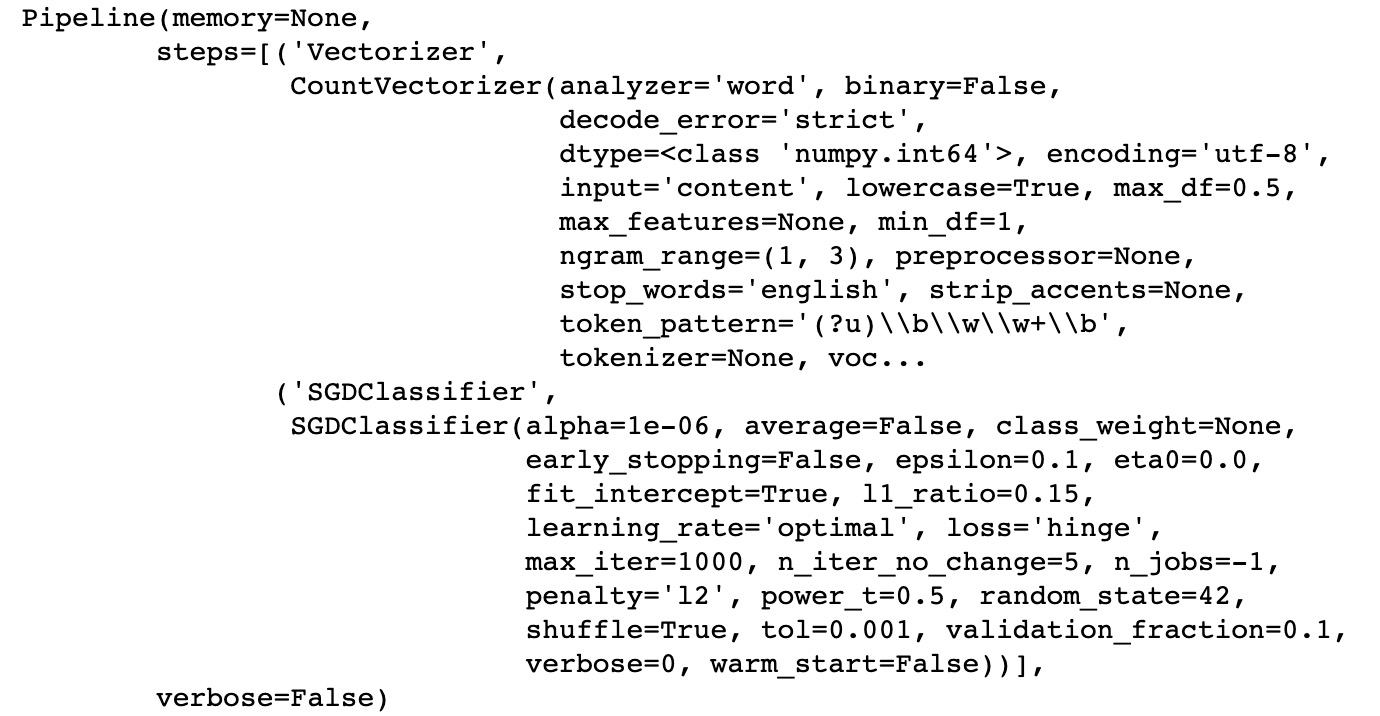 Pipeline(memory=None,
steps=[('Vectorizer',
CountVectorizer(analyzer='word', binary=False,
decode_error='strict',
dtype=<class 'numpy.int64'>, encoding='utf-8',
input='content', lowercase=True, max_df=0.5,
max_features=None, min_df=1,
ngram_range=(1, 3), preprocessor=None,
stop_words='english', strip_accents=None,
token_pattern='(?u)\\b\\w\\w+\\b',
tokenizer=None, voc...
('SGDClassifier',
SGDClassifier(alpha=1e-06, average=False, class_weight=None,
early_stopping=False, epsilon=0.1, eta0=0.0,
fit_intercept=True, l1_ratio=0.15,
learning_rate='optimal', loss='hinge',
max_iter=1000, n_iter_no_change=5, n_jobs=-1,
penalty='l2', power_t=0.5, random_state=42,
shuffle=True, tol=0.001, validation_fraction=0.1,
verbose=0, warm_start=False))],
verbose=False)